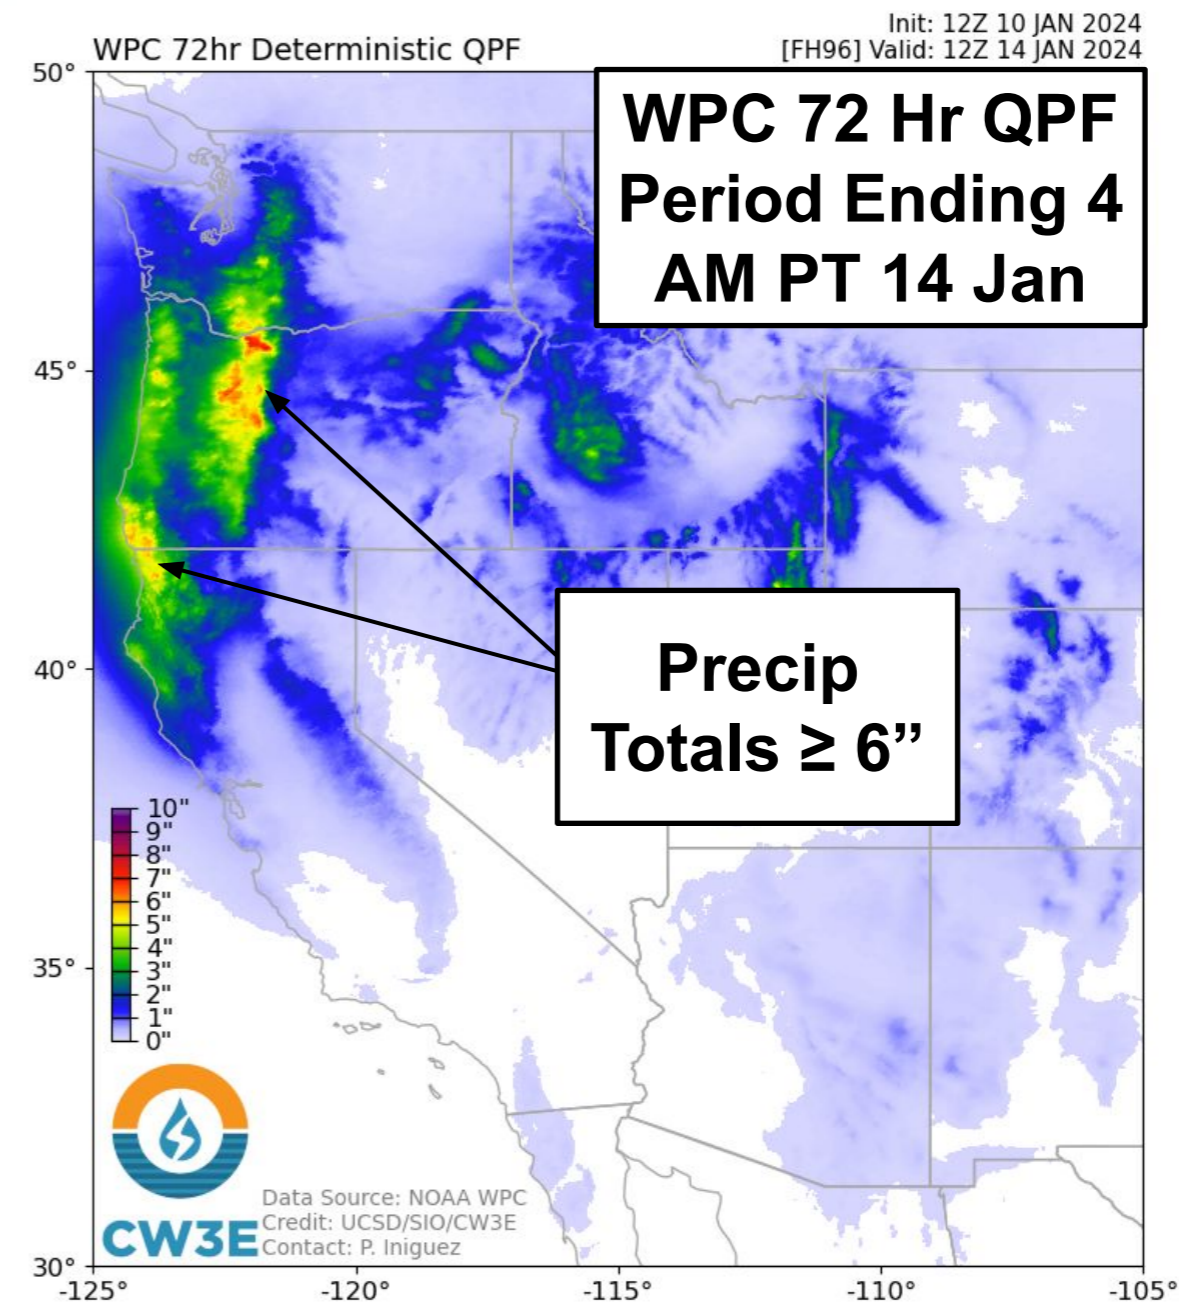 WPC 72hr Deterministic QPF
Init: 12Z 10 JAN 2024
[FH96] Valid: 12Z 14 JAN 2024
WPC 72 Hr QPF
Period Ending 4
AM PT 14 Jan
50°
45°
40°
35°
30°
Precip
Totals ≥ 6”
10"
9"
8"
7"
6"
5"
4"
3"
2"
1"
0"
CW3E
Data Source: NOAA WPC
Credit: UCSD/SIO/CW3E
Contact: P. Iniguez
-125°
-120°
-115°
-110°
-105°